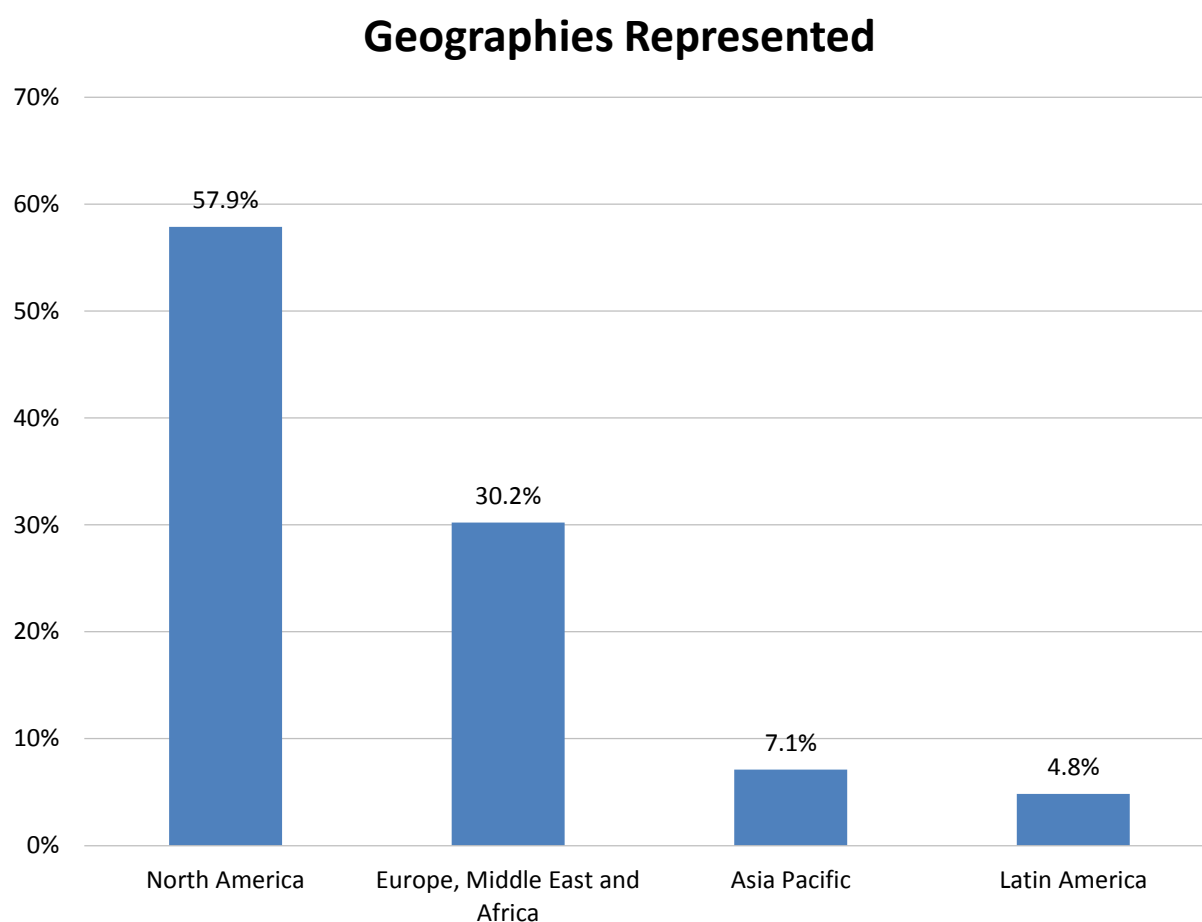 Geographies Represented
70%
60%
50%
40%
30%
20%
10%
0%
57.9%
30.2%
7.1%
4.8%
North America
Europe, Middle East and
Africa
Asia Pacific
Latin America